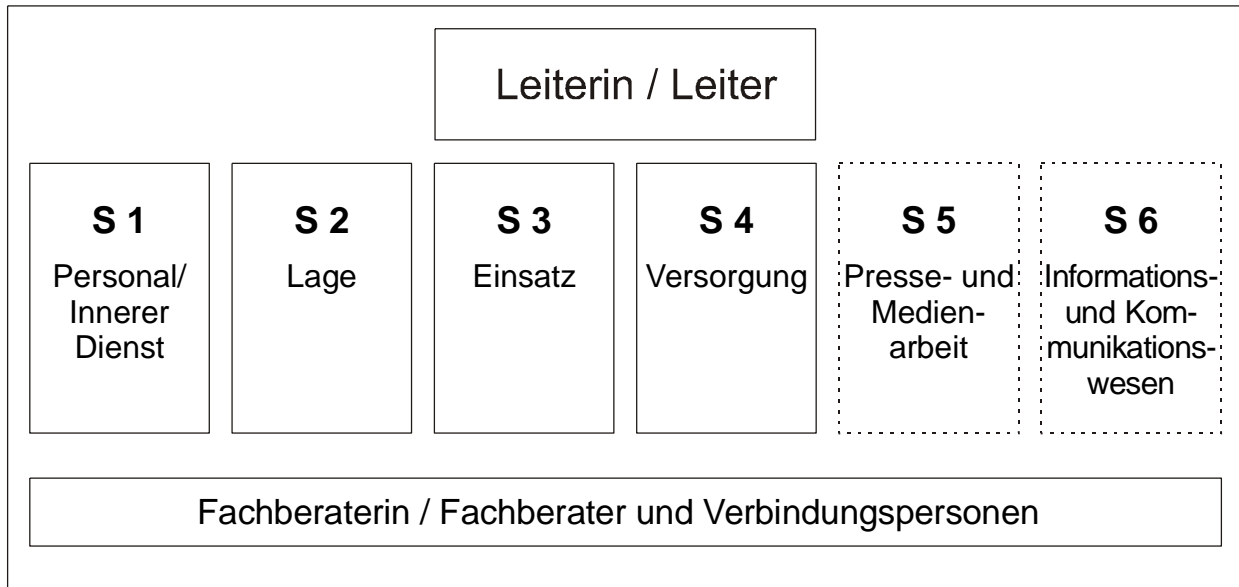 Leiterin / Leiter
S 1
Personal/
Innerer
Dienst
S 2
Lage
S 3
Einsatz
S 4
Versorgung
S 5
Presse- und
Medien-
arbeit
S 6
Informations-
und Kom-
munikations-
wesen
Fachberaterin / Fachberater und Verbindungspersonen